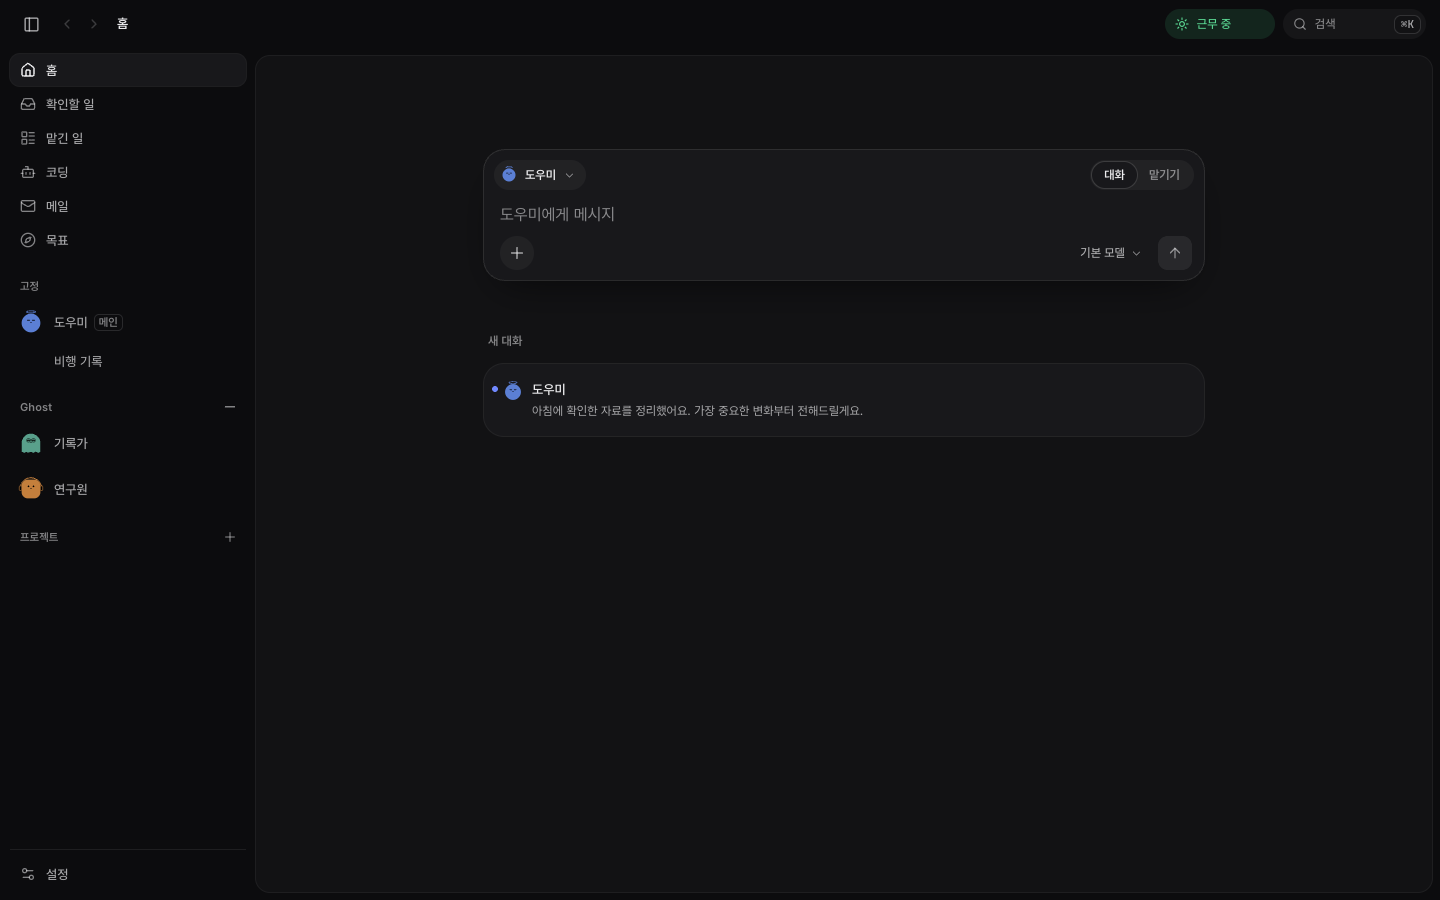 홈
근무 중
검색
⌘K
홈
확인할 일
맡긴 일
코딩
메일
목표
고정
도우미 메인
비행 기록
Ghost
기록가
연구원
프로젝트
설정
도우미
대화
맡기기
도우미에게 메시지
기본 모델
새 대화
도우미
아침에 확인한 자료를 정리했어요. 가장 중요한 변화부터 전해드릴게요.